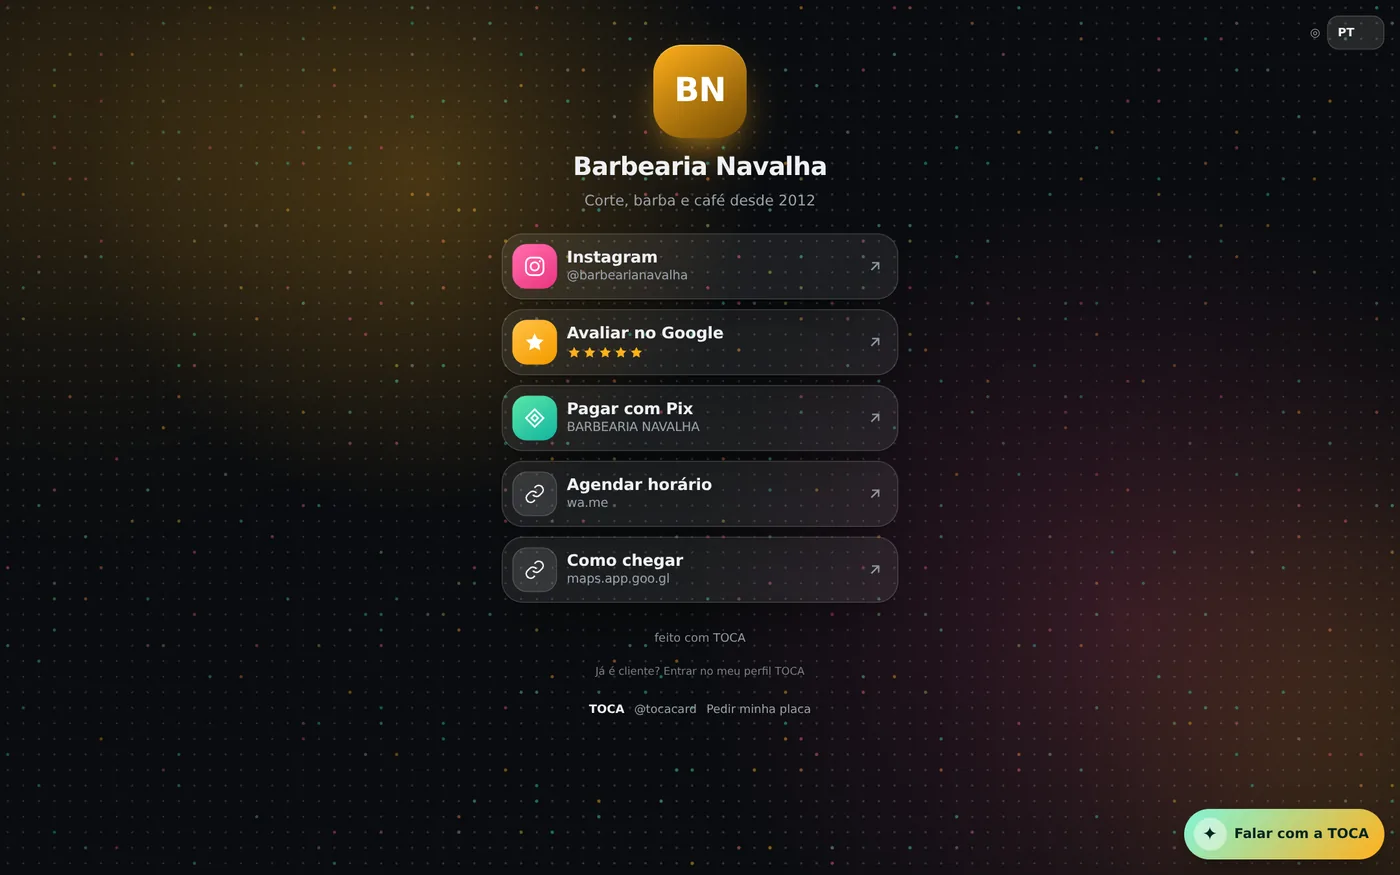 PT
BN
Barbearia Navalha
Corte, barba e café desde 2012
Instagram
@barbearianavalha
Avaliar no Google
Pagar com Pix
BARBEARIA NAVALHA
Agendar horário
wa.me
Como chegar
maps.app.goo.gl
feito com TOCA
Já é cliente? Entrar no meu perfil TOCA
TOCA @tocacard Pedir minha placa
Falar com a TOCA